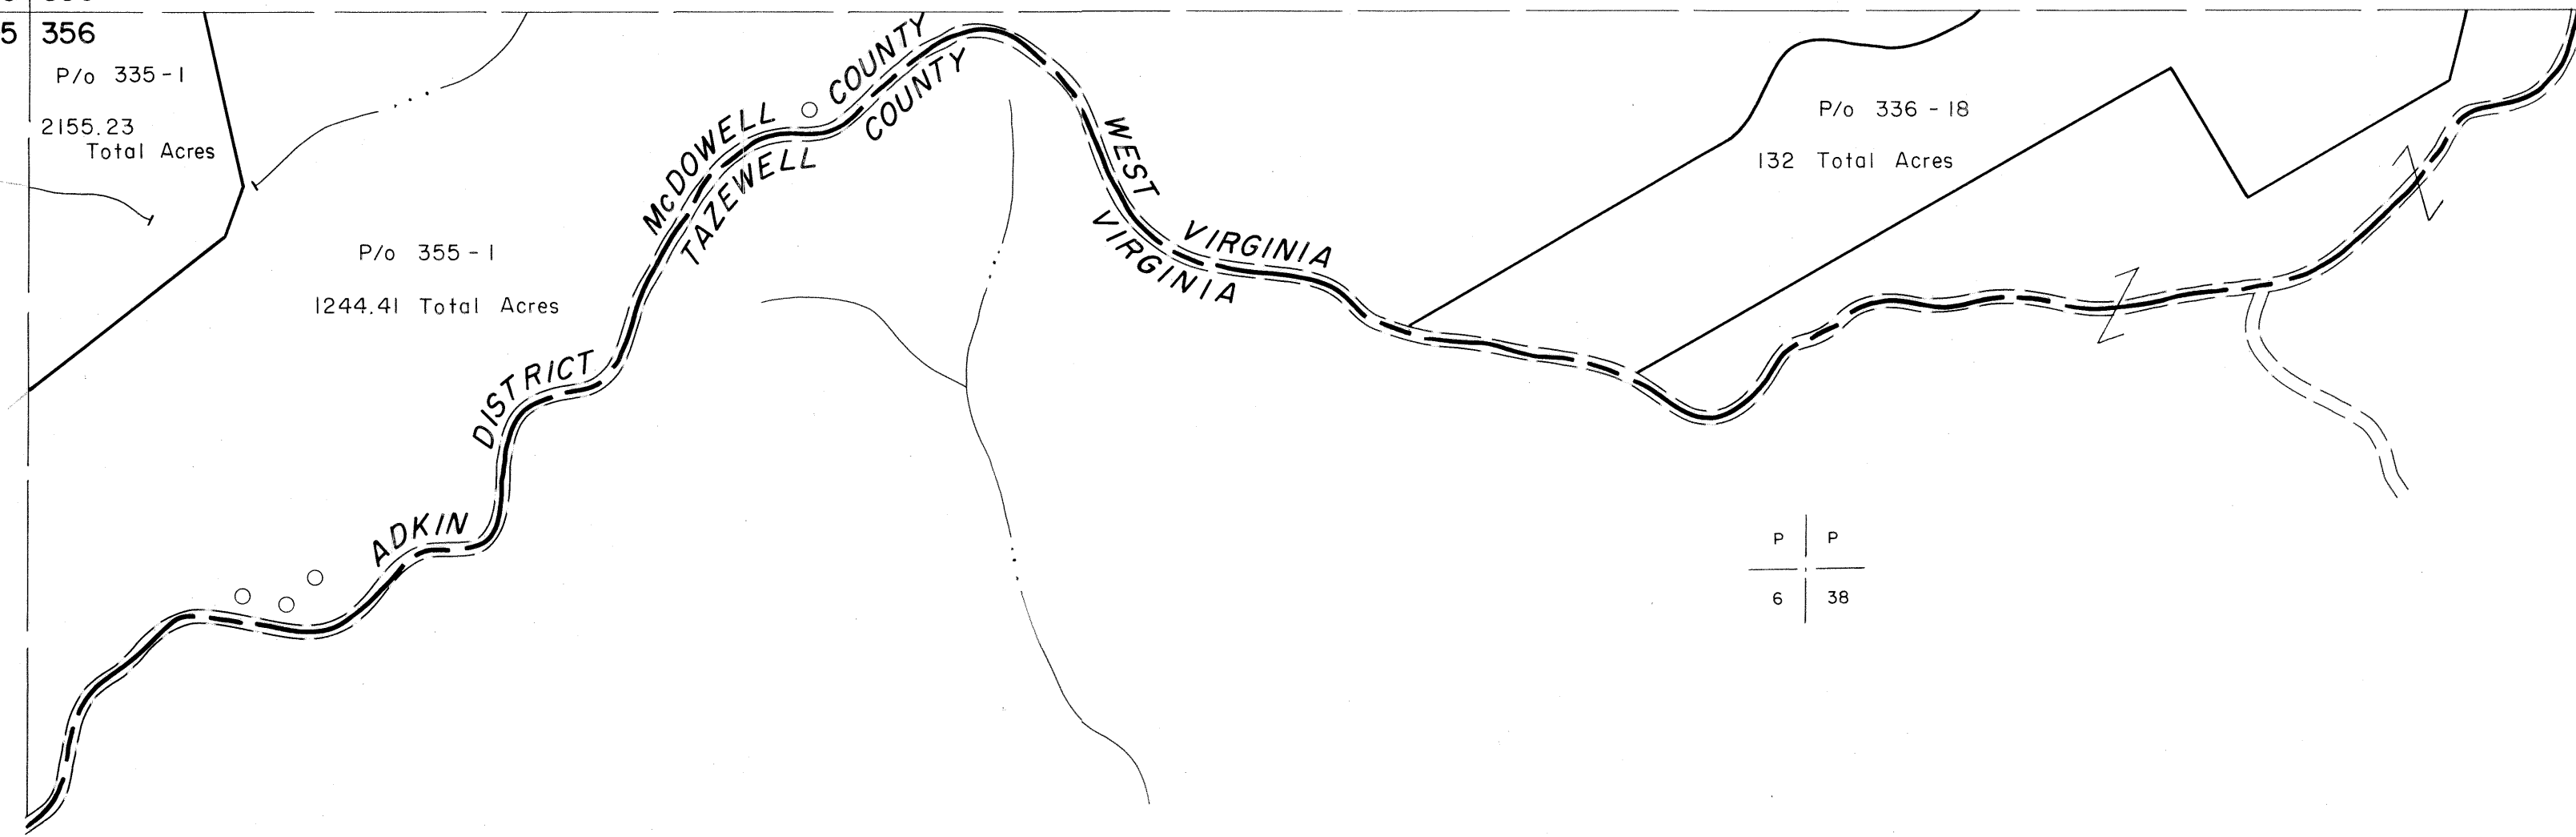 5 356
P/o 335-1
2155.23
Total Acres
P/o 355-1
1244.41 Total Acres
McDOWELL COUNTY
TAZEWELL COUNTY
WEST VIRGINIA
VIRGINIA
P/o 336-18
132 Total Acres
ADKIN DISTRICT
P P
6 38